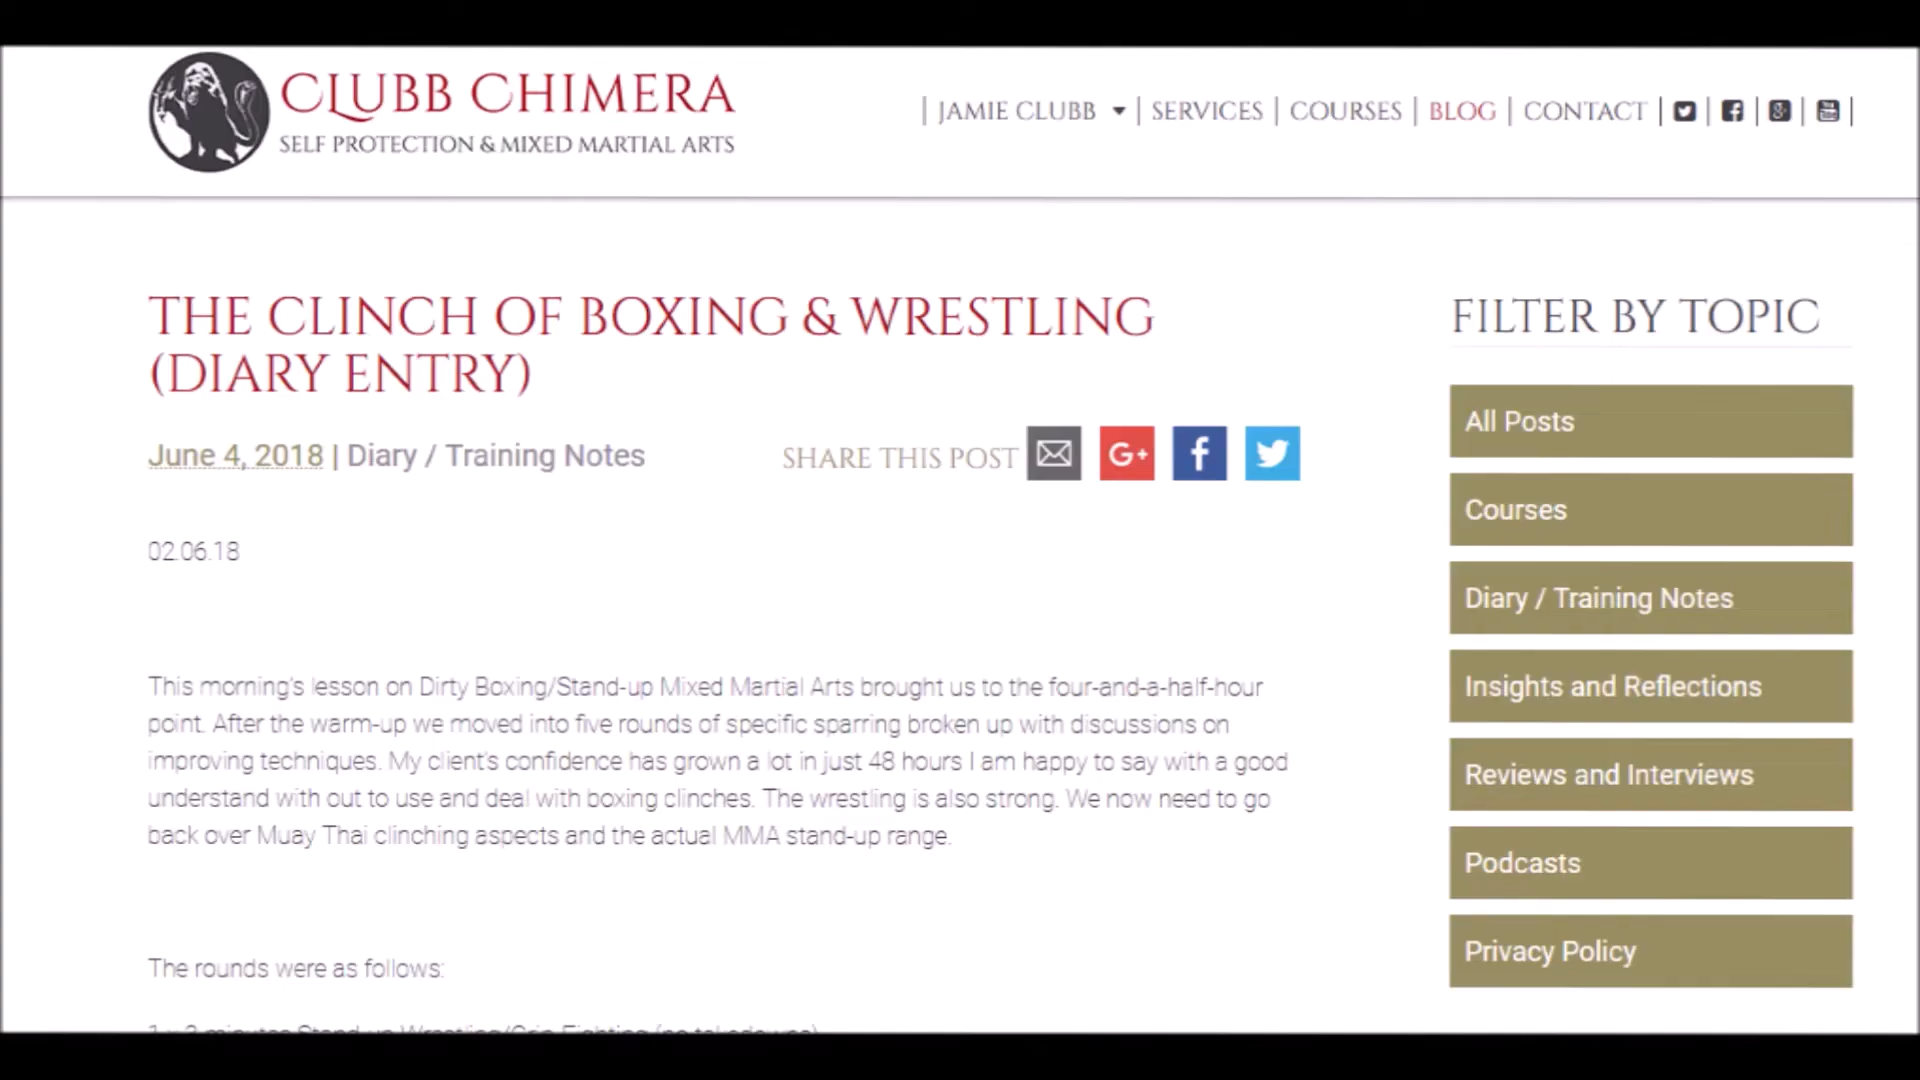 CLUBB CHIMERA
SELF PROTECTION & MIXED MARTIAL ARTS
| JAMIE CLUBB | SERVICES | COURSES | BLOG | CONTACT |
THE CLINCH OF BOXING & WRESTLING
(DIARY ENTRY)
June 4, 2018 | Diary / Training Notes
SHARE THIS POST
G+
f
02.06.18
This morning's lesson on Dirty Boxing/Stand-up Mixed Martial Arts brought us to the four-and-a-half-hour
point. After the warm-up we moved into five rounds of specific sparring broken up with discussions on
improving techniques. My client's confidence has grown a lot in just 48 hours I am happy to say with a good
understand with out to use and deal with boxing clinches. The wrestling is also strong. We now need to go
back over Muay Thai clinching aspects and the actual MMA stand-up range.
The rounds were as follows:
FILTER BY TOPIC
All Posts
Courses
Diary / Training Notes
Insights and Reflections
Reviews and Interviews
Podcasts
Privacy Policy